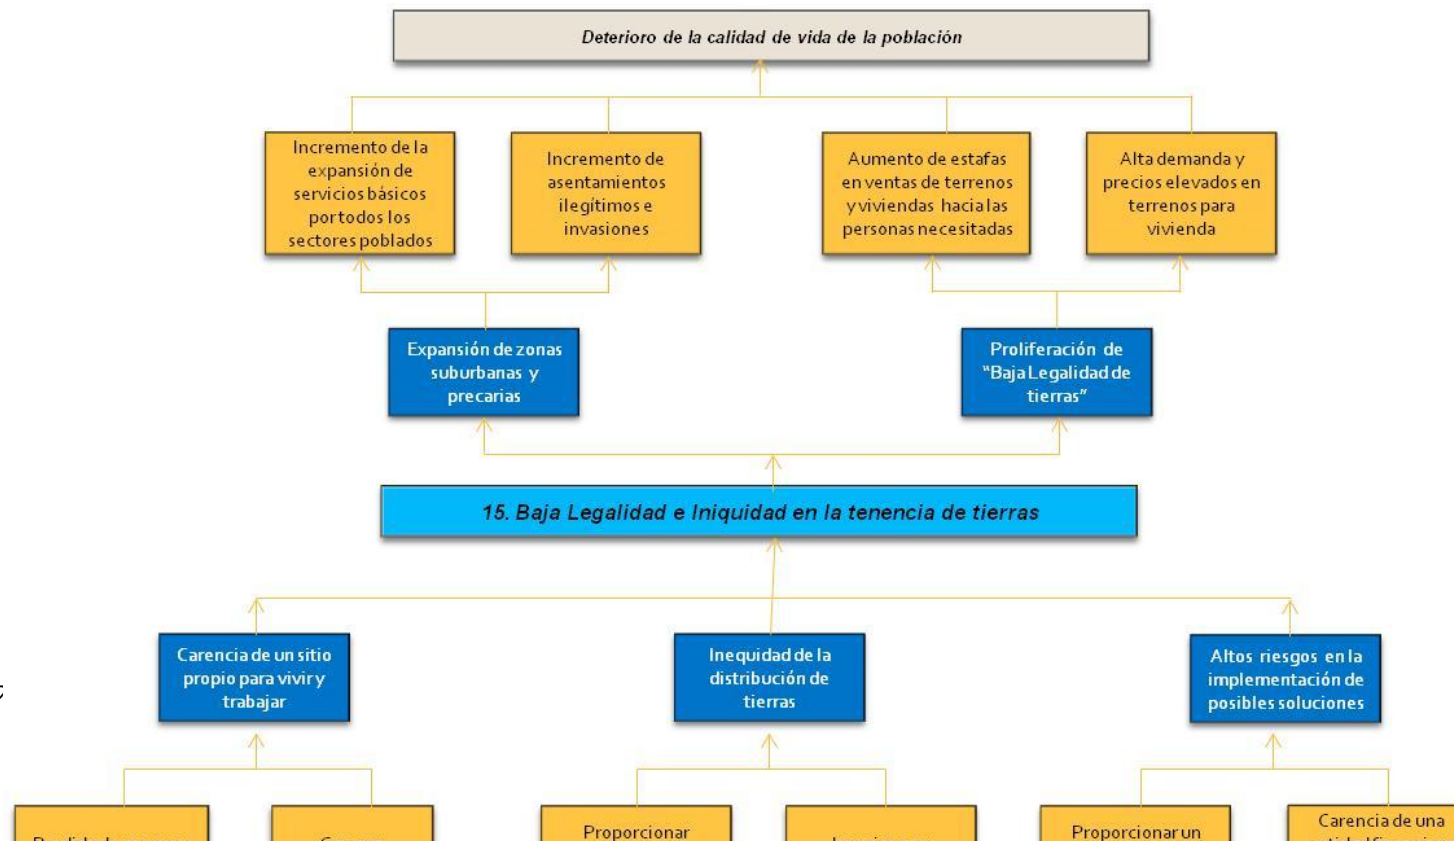 Deterioro de la calidad de vida de la población
Incremento de la
expansión de
servicios básicos
por todos los
sectores poblados
Incremento de
asentamientos
ilegítimos e
invasiones
Aumento de estafas
en ventas de terrenos
y viviendas hacia las
personas necesitadas
Alta demanda y
precios elevados en
terrenos para
vivienda
Expansión de zonas
suburbanas y
precarias
Proliferación de
"Baja Legalidad de
tierras"
15. Baja Legalidad e Iniquidad en la tenencia de tierras
Carencia de un sitio
propio para vivir y
trabajar
Inequidad de la
distribución de
tierras
Altos riesgos en la
implementación de
posibles soluciones
Proporcionar
Proporcionar un
Carencia de una